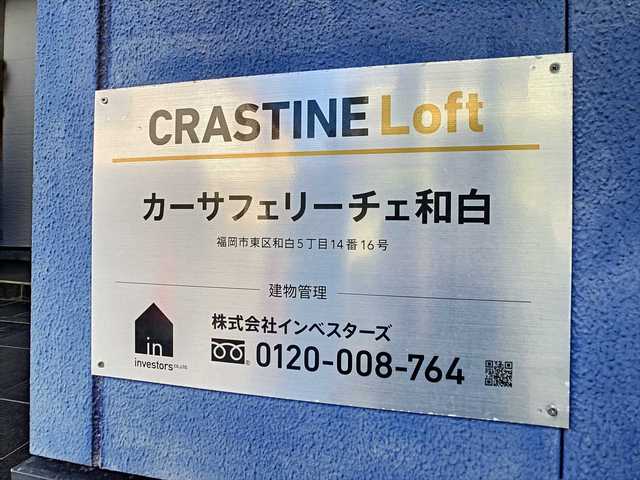 CRASTINE Loft
カーサフェリーチェ和白
福岡市東区和白5丁目14番16号
建物管理
株式会社インベスターズ
0120-008-764
in
investors CO.,LTD.